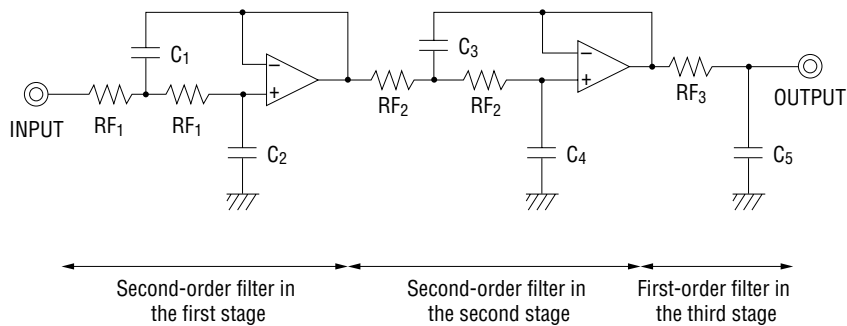 C1
C3
INPUT
RF1
RF1
−
+
C2
RF2
RF2
−
+
C4
RF3
OUTPUT
C5
Second-order filter in
the first stage
Second-order filter in
the second stage
First-order filter in
the third stage